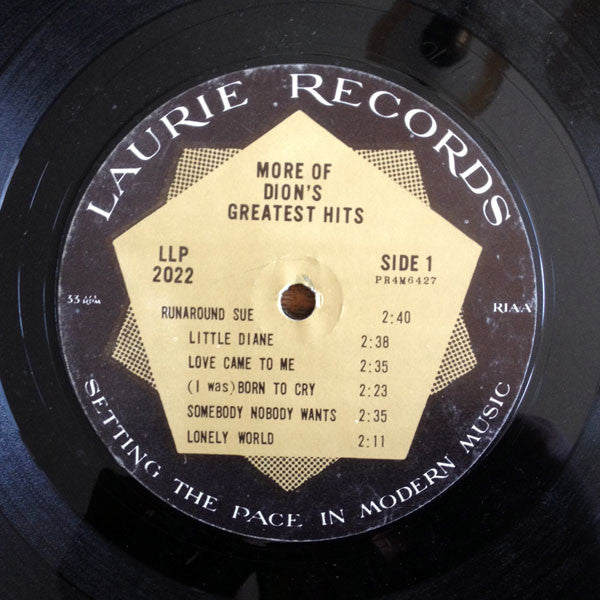 LAURIE RECORDS
MORE OF
DION'S
GREATEST HITS
LLP
2022
SIDE 1
PR4M6427
33 1/3
RPM
RIAA
RUNAROUND SUE 2:40
LITTLE DIANE 2:38
LOVE CAME TO ME 2:35
(I was) BORN TO CRY 2:23
SOMEBODY NOBODY WANTS 2:35
LONELY WORLD 2:11
SETTING THE PACE IN MODERN MUSIC